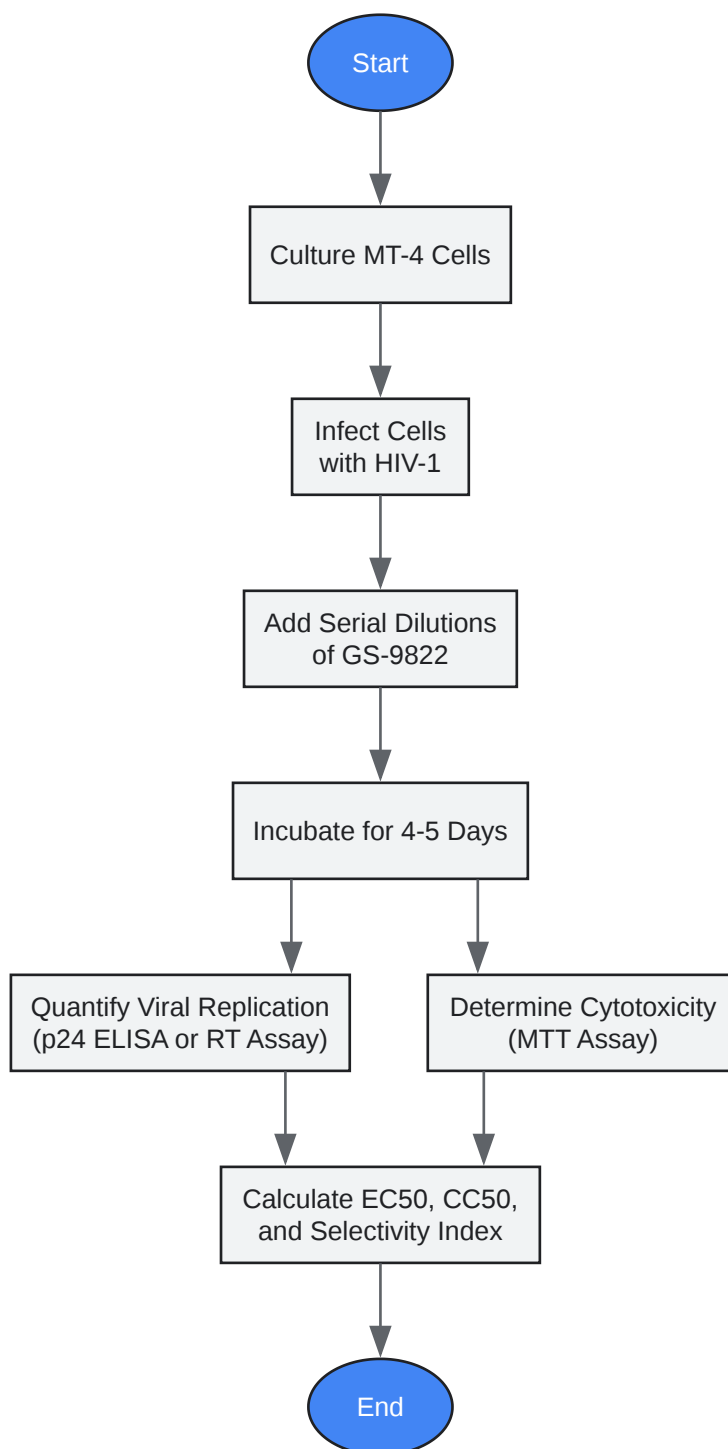 Start
Culture MT-4 Cells
Infect Cells
with HIV-1
Add Serial Dilutions
of GS-9822
Incubate for 4-5 Days
Quantify Viral Replication
(p24 ELISA or RT Assay)
Determine Cytotoxicity
(MTT Assay)
Calculate EC50, CC50,
and Selectivity Index
End